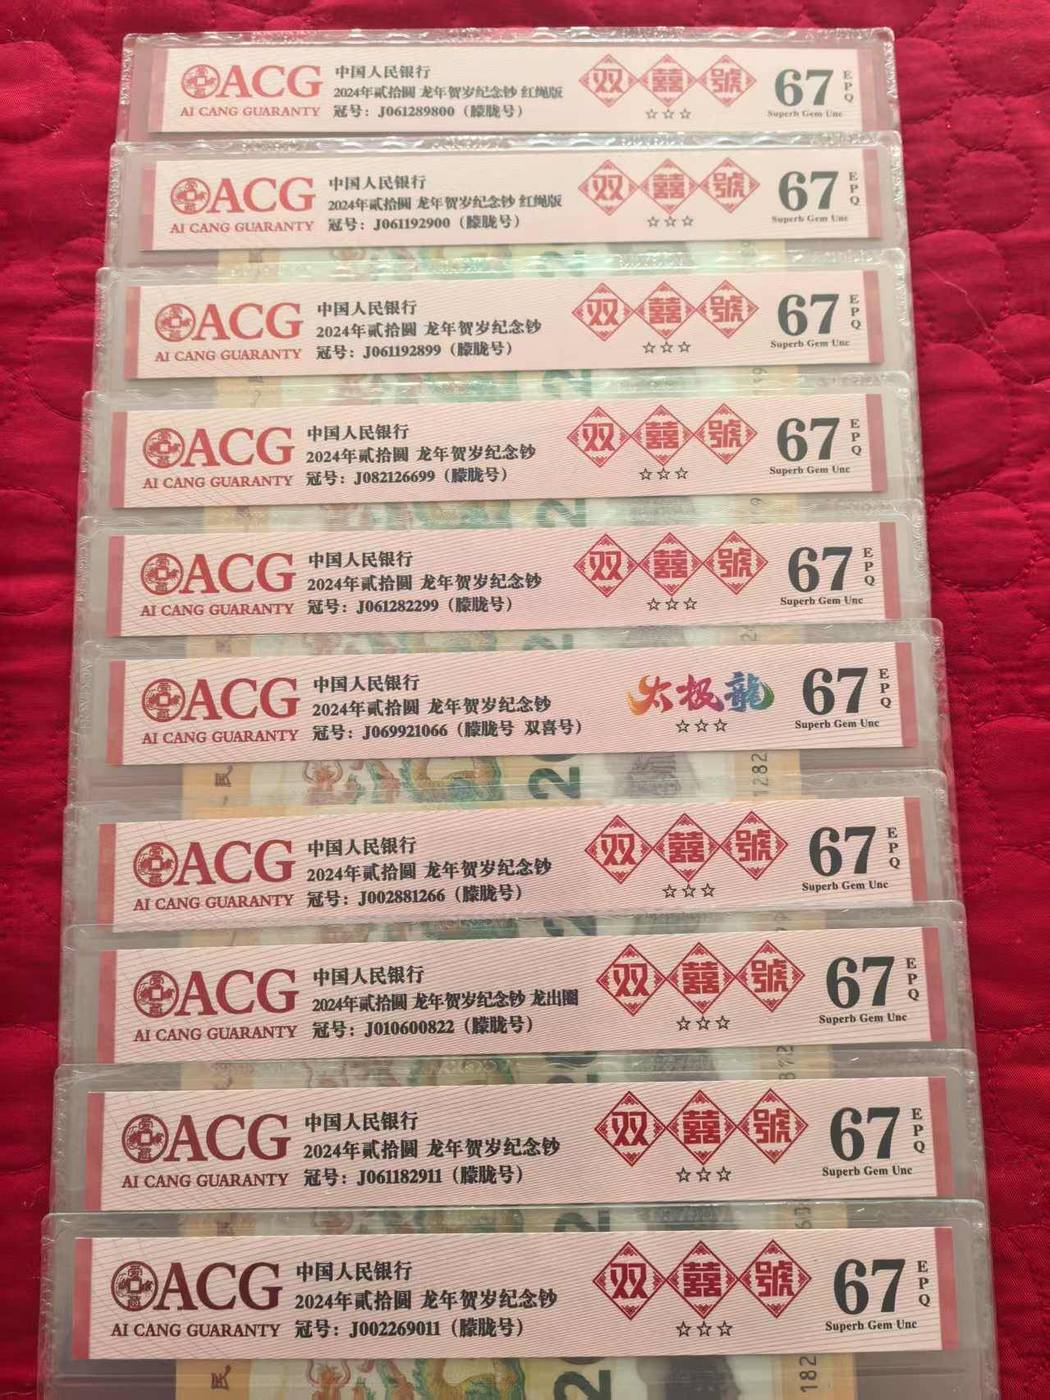 ACG
AI CANG GUARANTY
中国人民银行
2024年贰拾圆 龙年贺岁纪念钞 红绳版
冠号：J061289800（朦胧号）
双囍號
☆☆☆
67
EPQ
Superb Gem Unc
ACG
AI CANG GUARANTY
中国人民银行
2024年贰拾圆 龙年贺岁纪念钞 红绳版
冠号：J061192900（朦胧号）
双囍號
☆☆☆
67
EPQ
Superb Gem Unc
ACG
AI CANG GUARANTY
中国人民银行
2024年贰拾圆 龙年贺岁纪念钞
冠号：J061192899（朦胧号）
双囍號
☆☆☆
67
EPQ
Superb Gem Unc
ACG
AI CANG GUARANTY
中国人民银行
2024年贰拾圆 龙年贺岁纪念钞
冠号：J082126699（朦胧号）
双囍號
☆☆☆
67
EPQ
Superb Gem Unc
ACG
AI CANG GUARANTY
中国人民银行
2024年贰拾圆 龙年贺岁纪念钞
冠号：J061282299（朦胧号）
双囍號
☆☆☆
67
EPQ
Superb Gem Unc
ACG
AI CANG GUARANTY
中国人民银行
2024年贰拾圆 龙年贺岁纪念钞
冠号：J069921066（朦胧号 双喜号）
太极龍
☆☆☆
67
EPQ
Superb Gem Unc
ACG
AI CANG GUARANTY
中国人民银行
2024年贰拾圆 龙年贺岁纪念钞
冠号：J002881266（朦胧号）
双囍號
☆☆☆
67
EPQ
Superb Gem Unc
ACG
AI CANG GUARANTY
中国人民银行
2024年贰拾圆 龙年贺岁纪念钞 龙出圈
冠号：J010600822（朦胧号）
双囍號
☆☆☆
67
EPQ
Superb Gem Unc
ACG
AI CANG GUARANTY
中国人民银行
2024年贰拾圆 龙年贺岁纪念钞
冠号：J061182911（朦胧号）
双囍號
☆☆☆
67
EPQ
Superb Gem Unc
ACG
AI CANG GUARANTY
中国人民银行
2024年贰拾圆 龙年贺岁纪念钞
冠号：J002269011（朦胧号）
双囍號
☆☆☆
67
EPQ
Superb Gem Unc